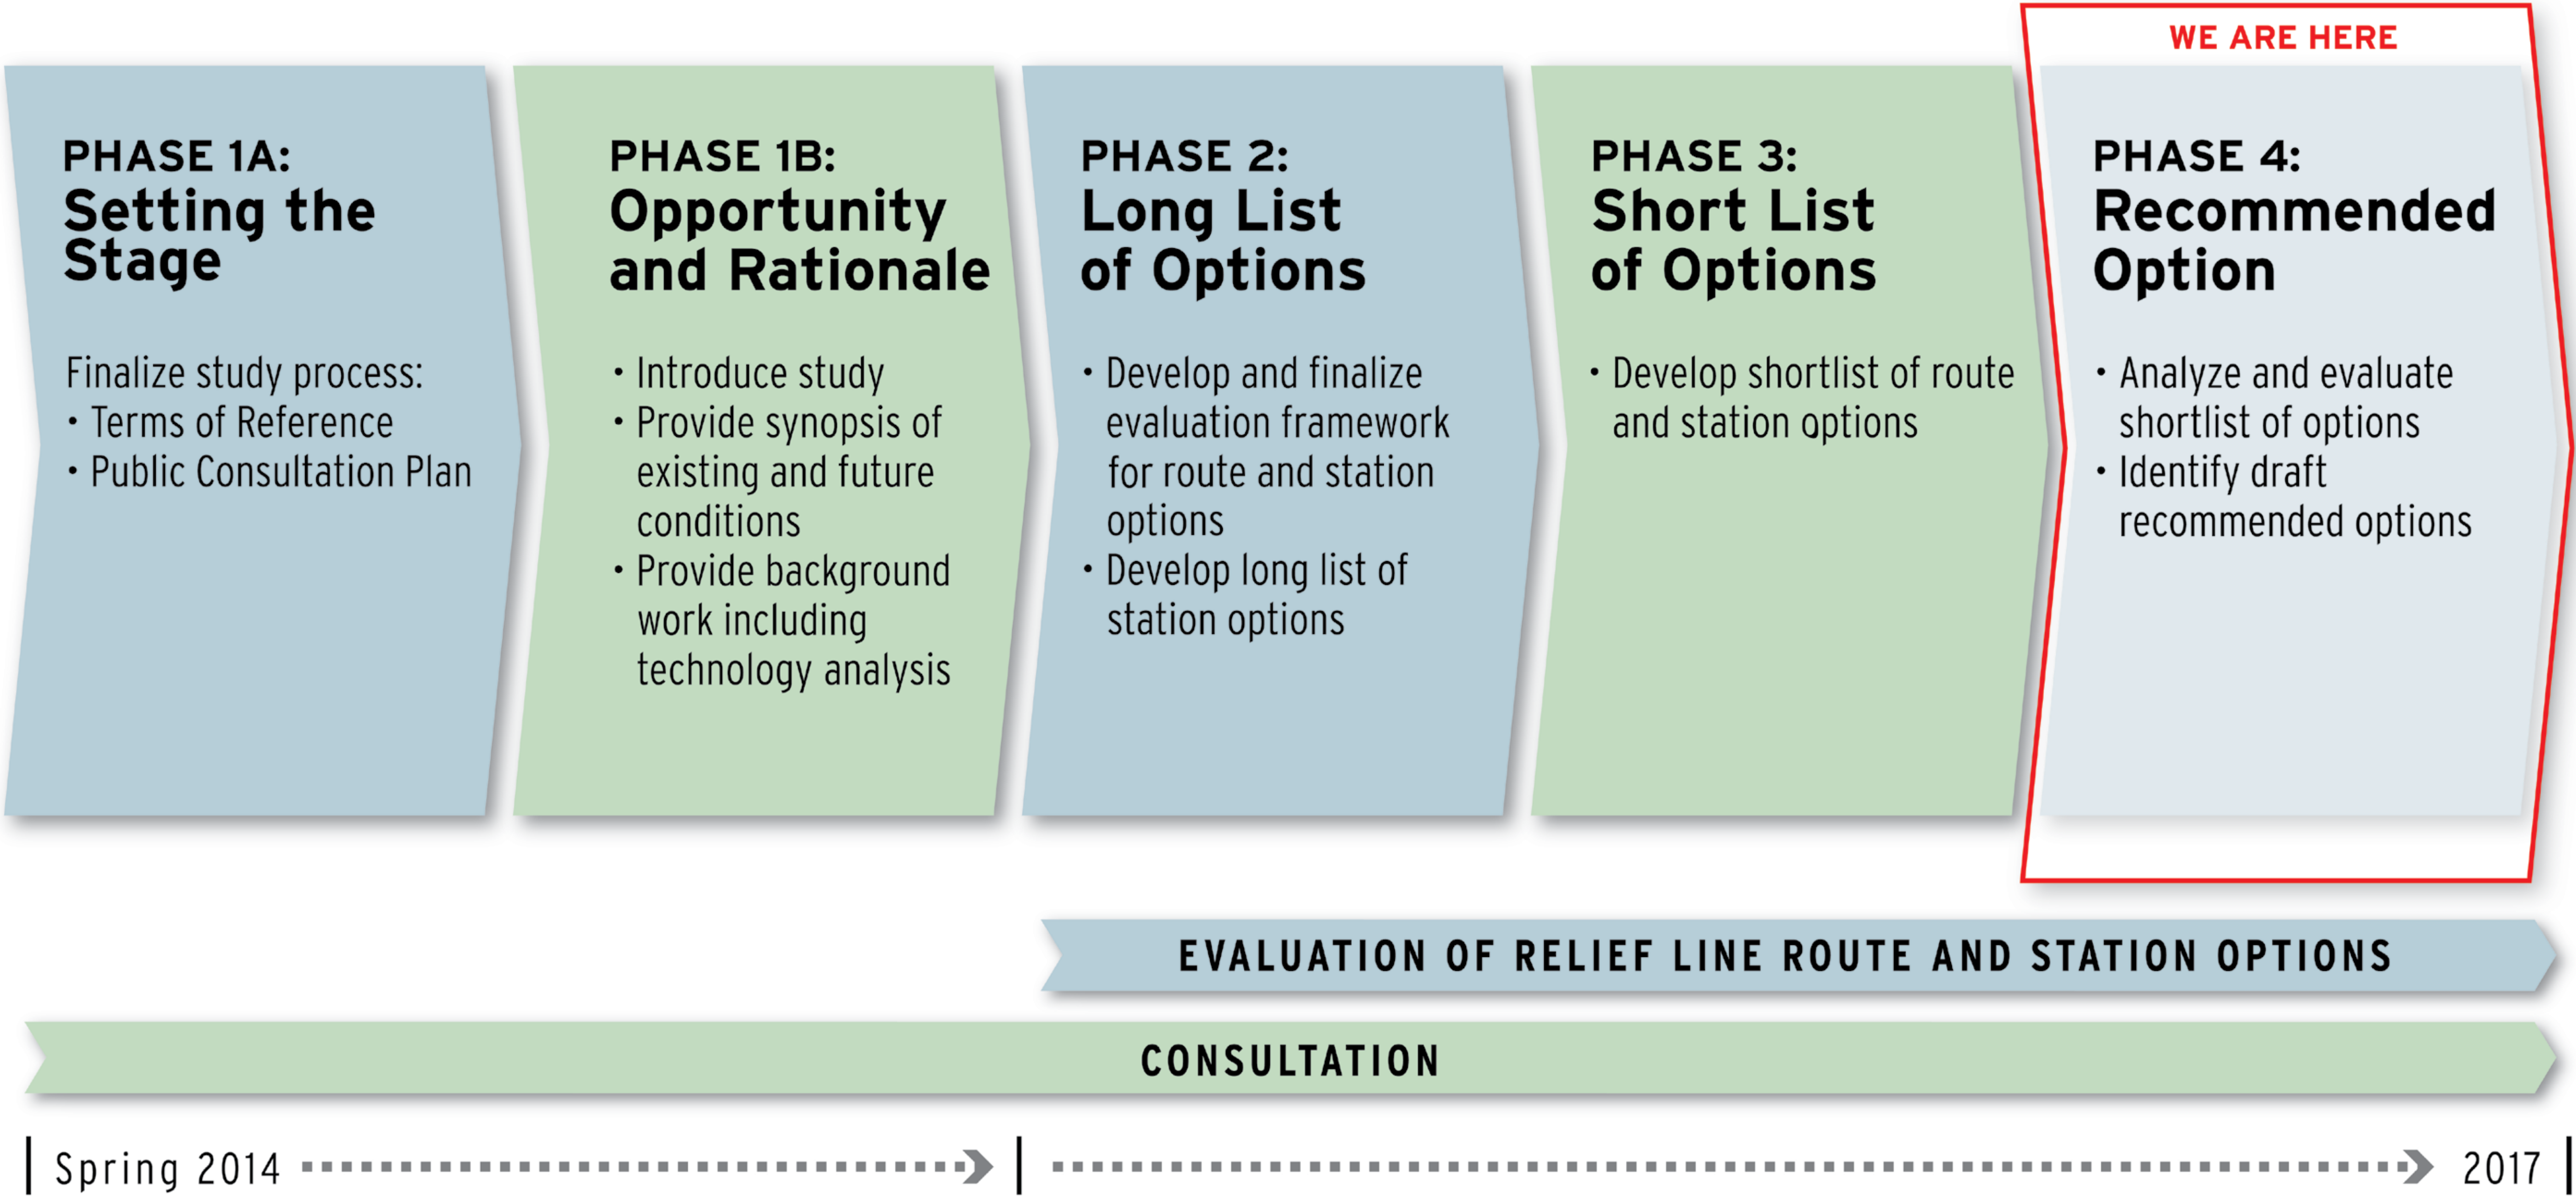 WE ARE HERE
PHASE 1A:
Setting the
Stage
Finalize study process:
• Terms of Reference
• Public Consultation Plan
PHASE 1B:
Opportunity
and Rationale
• Introduce study
• Provide synopsis of
existing and future
conditions
• Provide background
work including
technology analysis
PHASE 2:
Long List
of Options
• Develop and finalize
evaluation framework
for route and station
options
• Develop long list of
station options
PHASE 3:
Short List
of Options
• Develop shortlist of route
and station options
PHASE 4:
Recommended
Option
• Analyze and evaluate
shortlist of options
• Identify draft
recommended options
EVALUATION OF RELIEF LINE ROUTE AND STATION OPTIONS
CONSULTATION
Spring 2014
2017